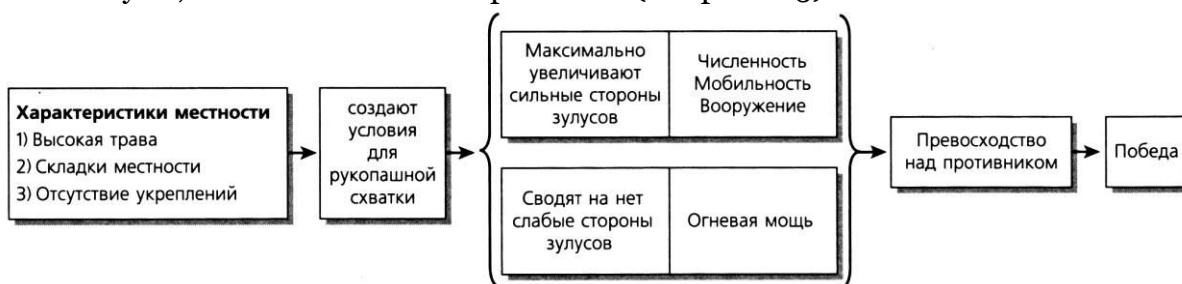 Характеристики местности
1) Высокая трава
2) Складки местности
3) Отсутствие укреплений
создают
условия
для
рукопашной
схватки
Максимально
увеличивают
сильные стороны
зулусов
Численность
Мобильность
Вооружение
Сводят на нет
слабые стороны
зулусов
Огневая мощь
Превосходство
над противником
Победа